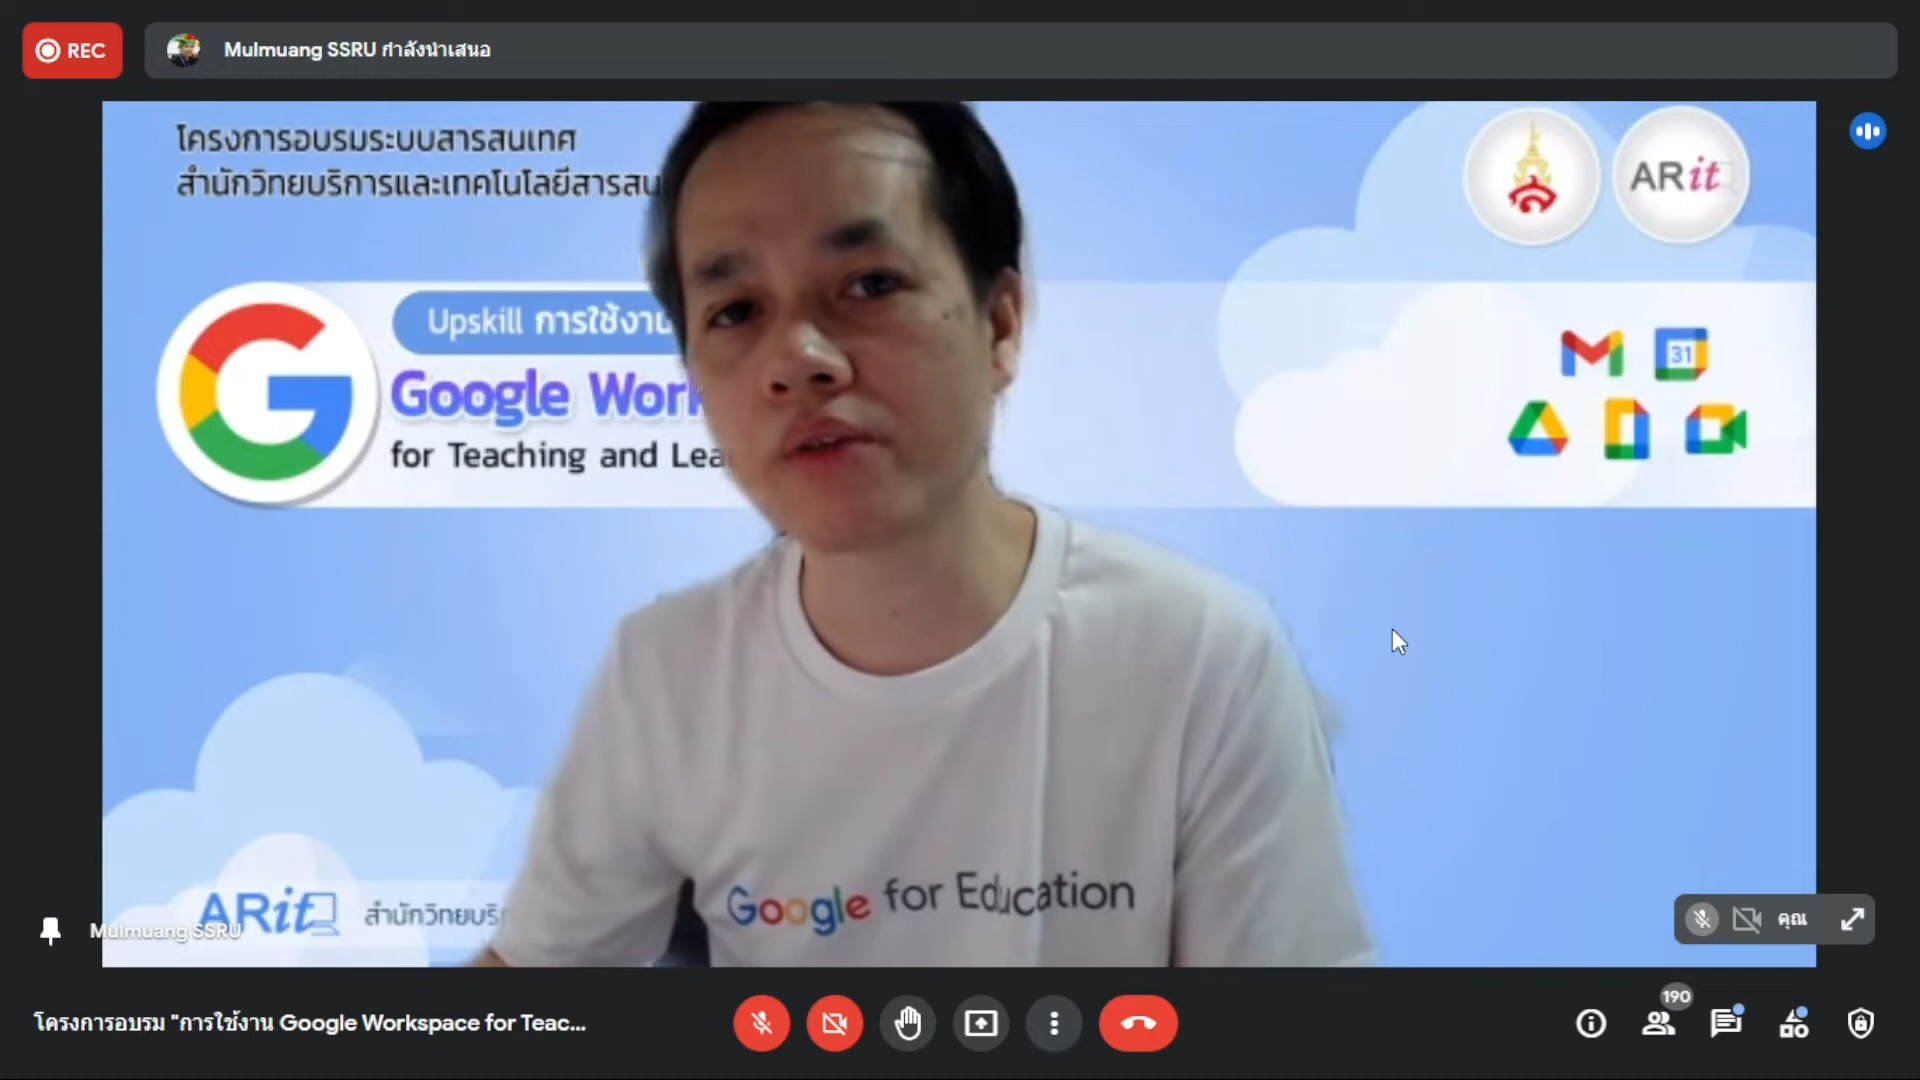 REC
Mulmuang SSRU กำลังนำเสนอ
โครงการอบรมระบบสารสนเทศ
สำนักวิทยบริการและเทคโนโลยีสารสน
ARit
Upskill การใช้งาน
Google Work
for Teaching and Lea
31
Google for Education
ARit สำนักวิทยบริ
Mulmuang SSRU
คุณ
โครงการอบรม "การใช้งาน Google Workspace for Teac...
190